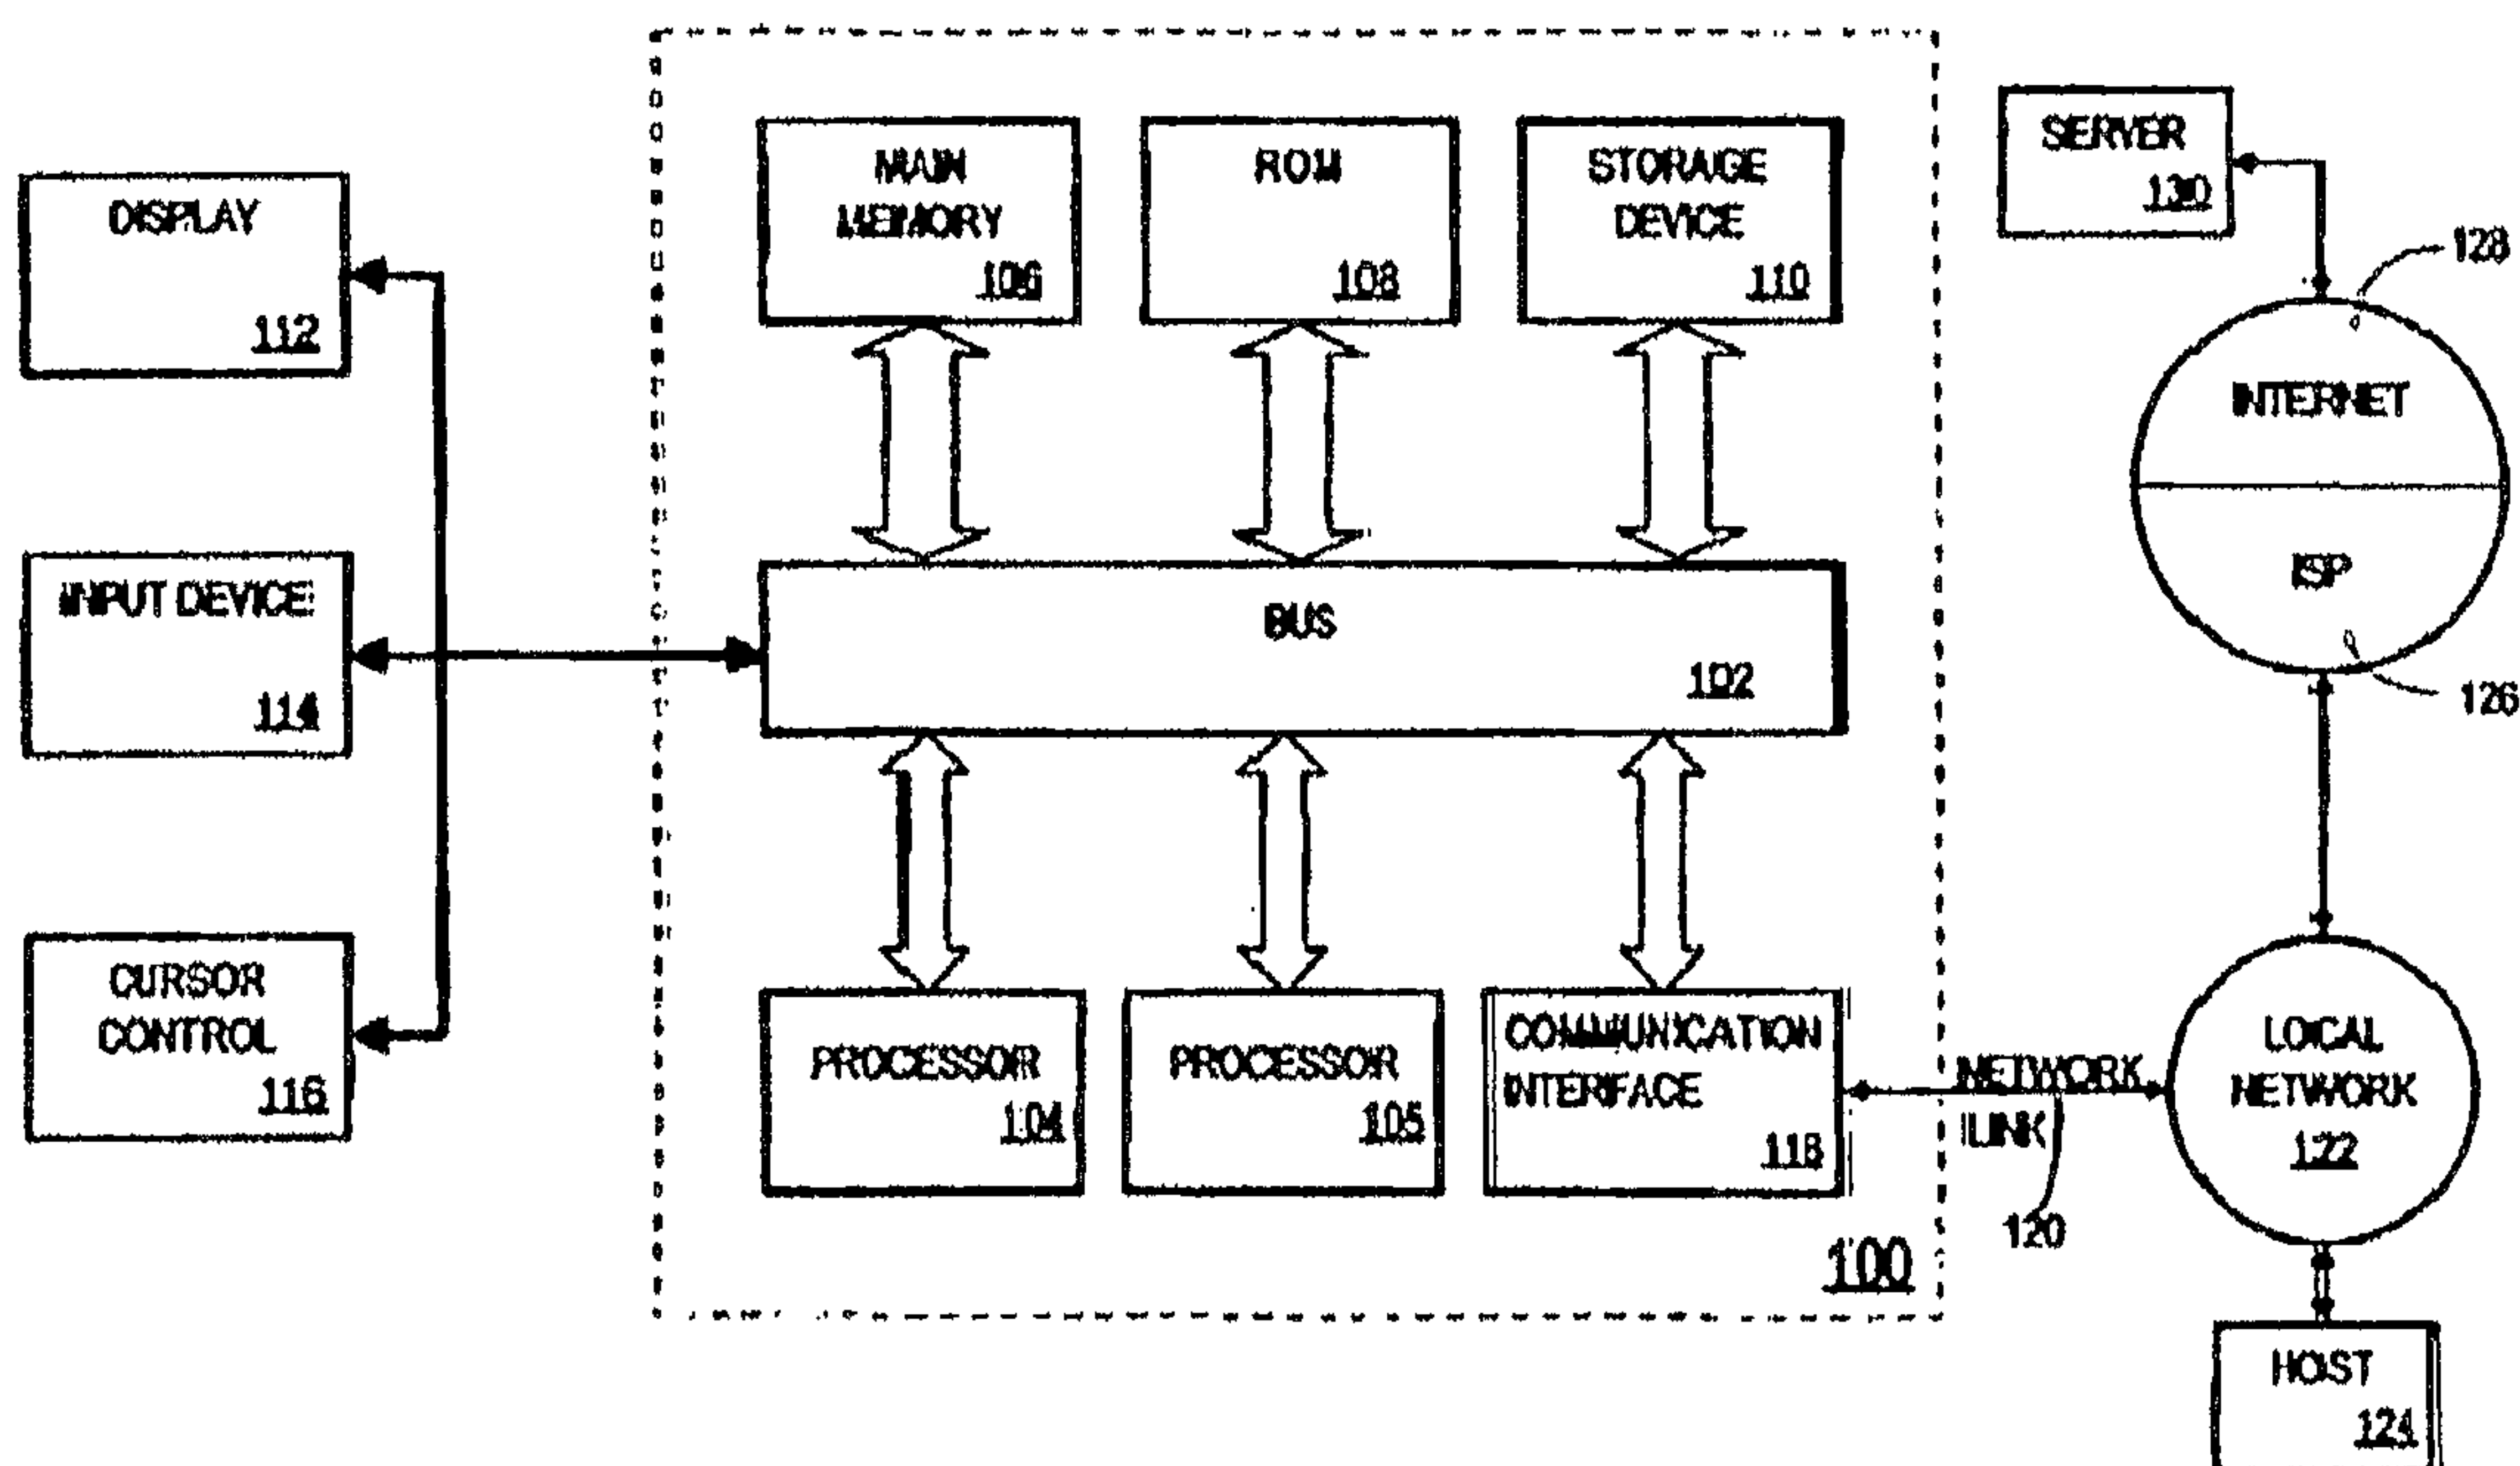 DISPLAY
112
INPUT DEVICE
114
CURSOR
CONTROL
116
MAIN
MEMORY
106
ROM
108
STORAGE
DEVICE
110
BUS
102
PROCESSOR
104
PROCESSOR
105
COMMUNICATION
INTERFACE
118
100
SERVER
130
128
INTERNET
ISP
126
NETWORK
LINK
120
LOCAL
NETWORK
122
HOST
124